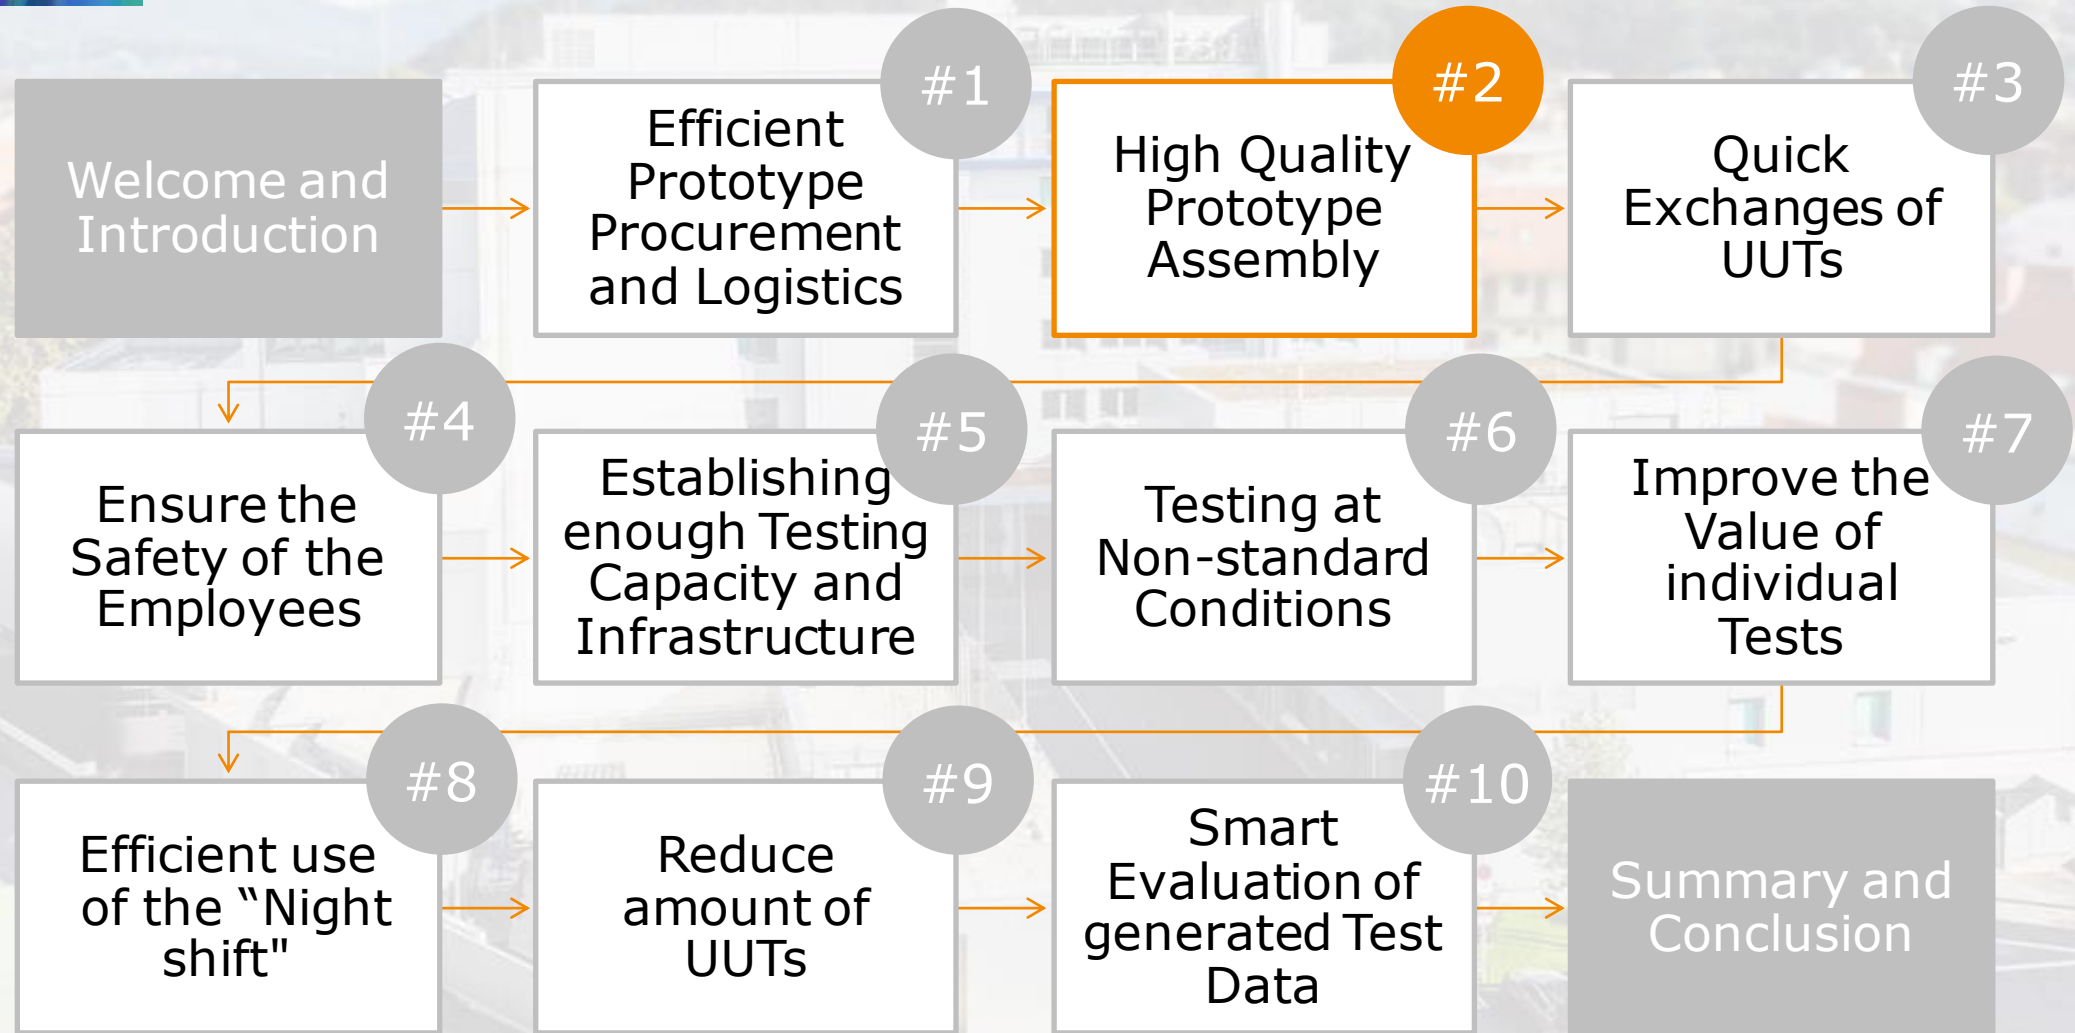 Welcome and
Introduction
#1
Efficient
Prototype
Procurement
and Logistics
#2
High Quality
Prototype
Assembly
#3
Quick
Exchanges of
UUTs
#4
Ensure the
Safety of the
Employees
#5
Establishing
enough Testing
Capacity and
Infrastructure
#6
Testing at
Non-standard
Conditions
#7
Improve the
Value of
individual
Tests
#8
Efficient use
of the “Night
shift"
#9
Reduce
amount of
UUTs
#10
Smart
Evaluation of
generated Test
Data
Summary and
Conclusion